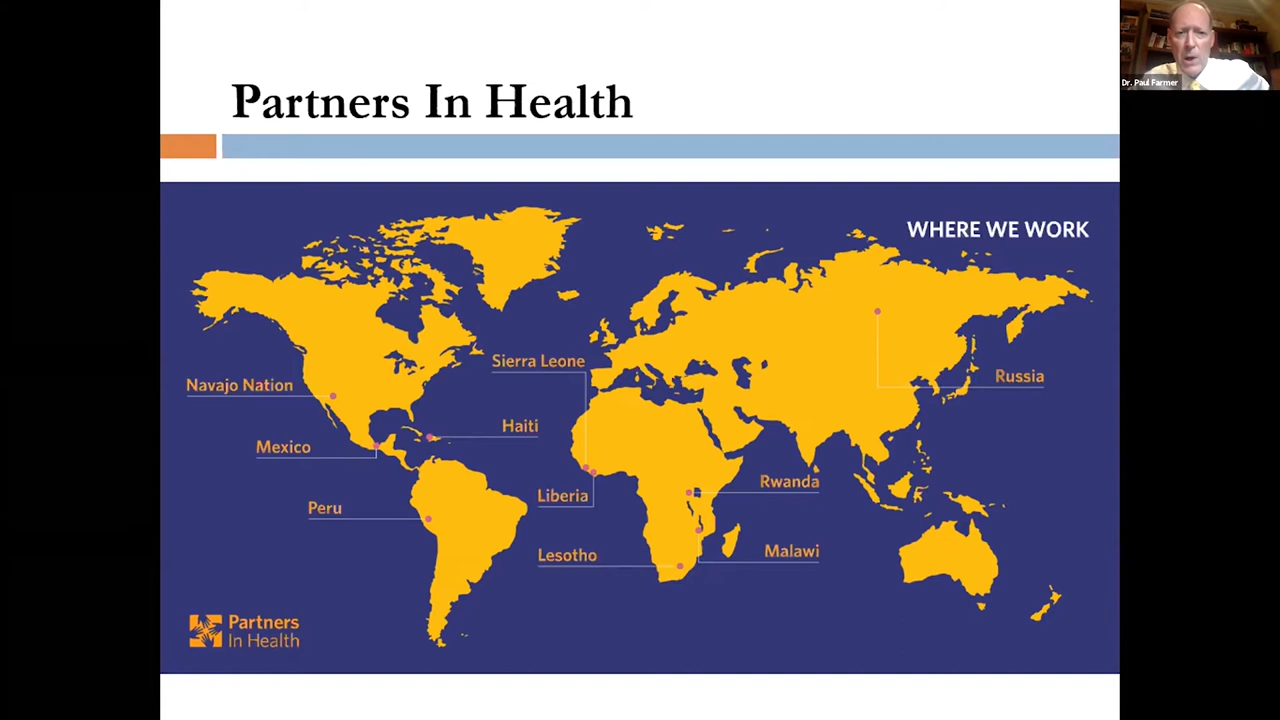 Dr. Paul Farmer
Partners In Health
WHERE WE WORK
Sierra Leone
Navajo Nation
Russia
Haiti
Mexico
Rwanda
Liberia
Peru
Lesotho
Malawi
Partners
In Health